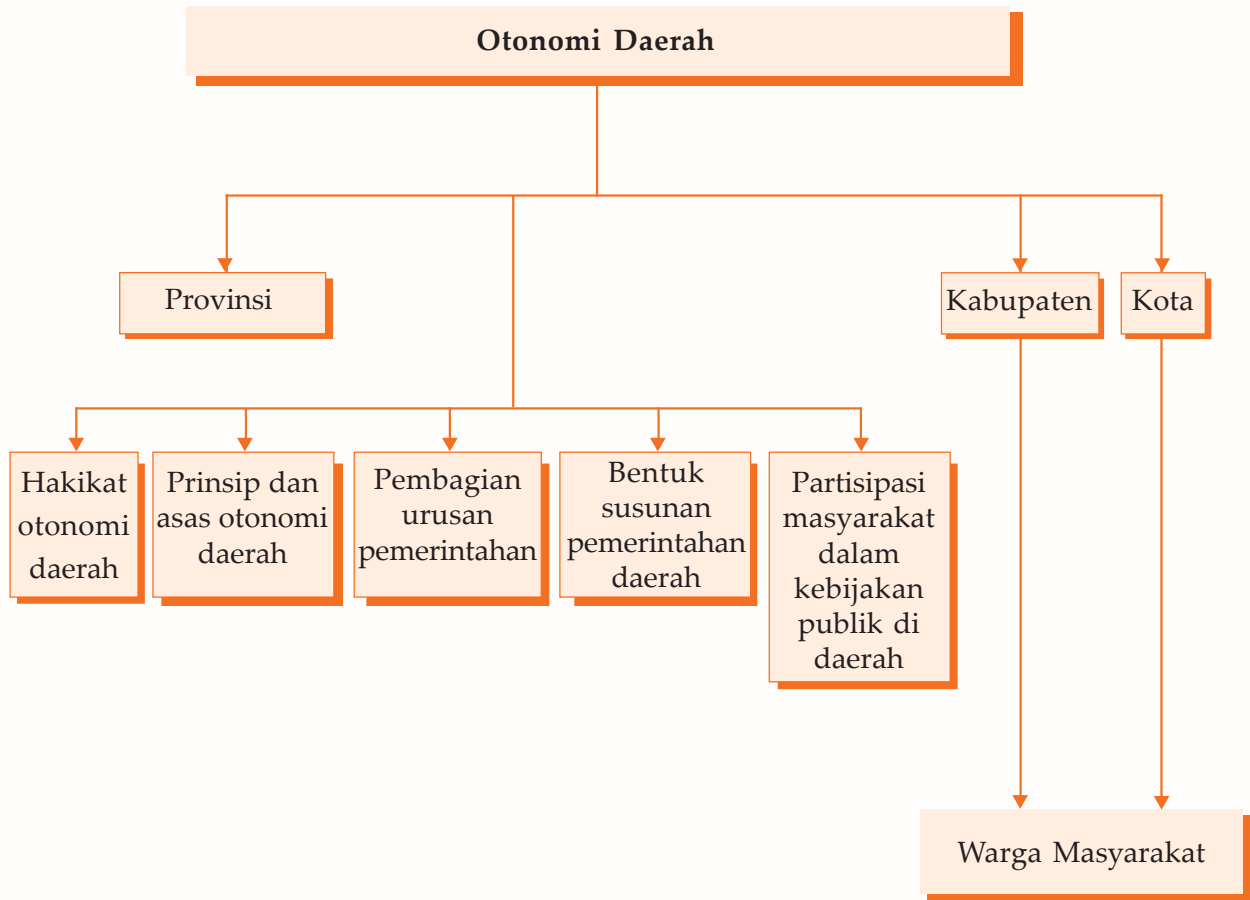 Otonomi Daerah
Provinsi
Kabupaten
Kota
Hakikat
otonomi
daerah
Prinsip dan
asas otonomi
daerah
Pembagian
urusan
pemerintahan
Bentuk
susunan
pemerintahan
daerah
Partisipasi
masyarakat
dalam
kebijakan
publik di
daerah
Warga Masyarakat